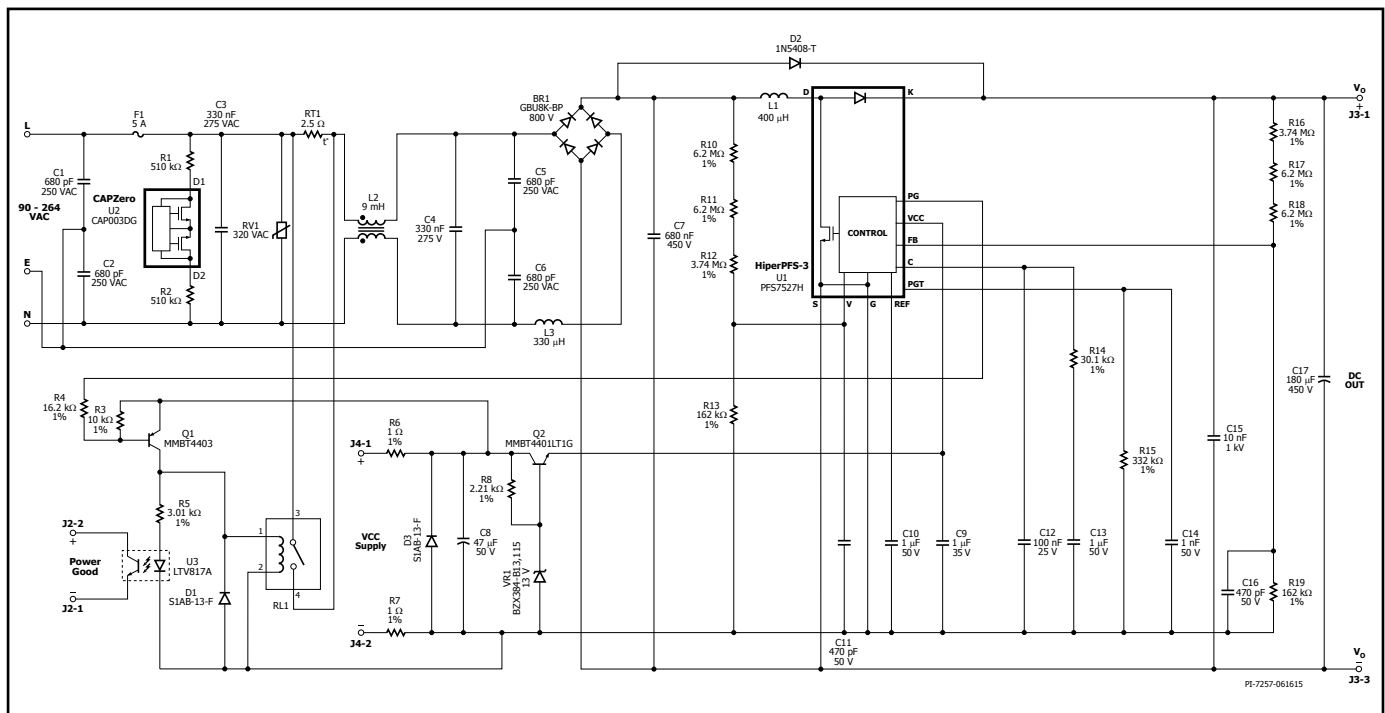 D2
1N5408-T
BR1
GBU8K-BP
800 V
D
K
L1
400 µH
VO
+
J3-1
L
F1
5 A
C3
330 nF
275 VAC
RT1
2.5 Ω
t°
R1
510 kΩ
C1
680 pF
250 VAC
D1
CAPZero
U2
CAP003DG
90 - 264
VAC
RV1
320 VAC
L2
9 mH
C4
330 nF
275 V
C5
680 pF
250 VAC
C7
680 nF
450 V
R10
6.2 MΩ
1%
R11
6.2 MΩ
1%
R12
3.74 MΩ
1%
CONTROL
HiperPFS-3
U1
PFS7527H
PG
VCC
FB
C
PGT
S
V
G
REF
R16
3.74 MΩ
1%
R17
6.2 MΩ
1%
R18
6.2 MΩ
1%
E
C2
680 pF
250 VAC
D2
R2
510 kΩ
C6
680 pF
250 VAC
N
L3
330 µH
R14
30.1 kΩ
1%
C17
180 µF
450 V
DC
OUT
R4
16.2 kΩ
1%
R3
10 kΩ
1%
Q1
MMBT4403
R6
1 Ω
1%
J4-1
+
Q2
MMBT4401LT1G
R13
162 kΩ
1%
C15
10 nF
1 kV
R15
332 kΩ
1%
R8
2.21 kΩ
1%
R5
3.01 kΩ
1%
J2-2
+
Power
Good
–
J2-1
U3
LTV817A
D1
S1AB-13-F
1
2
3
4
RL1
VCC
Supply
D3
S1AB-13-F
C8
47 µF
50 V
VR1
BZX384-B13,115
13 V
R7
1 Ω
1%
–
J4-2
C11
470 pF
50 V
C10
1 µF
50 V
C9
1 µF
35 V
C12
100 nF
25 V
C13
1 µF
50 V
C14
1 nF
50 V
C16
470 pF
50 V
R19
162 kΩ
1%
VO
–
J3-3
PI-7257-061615